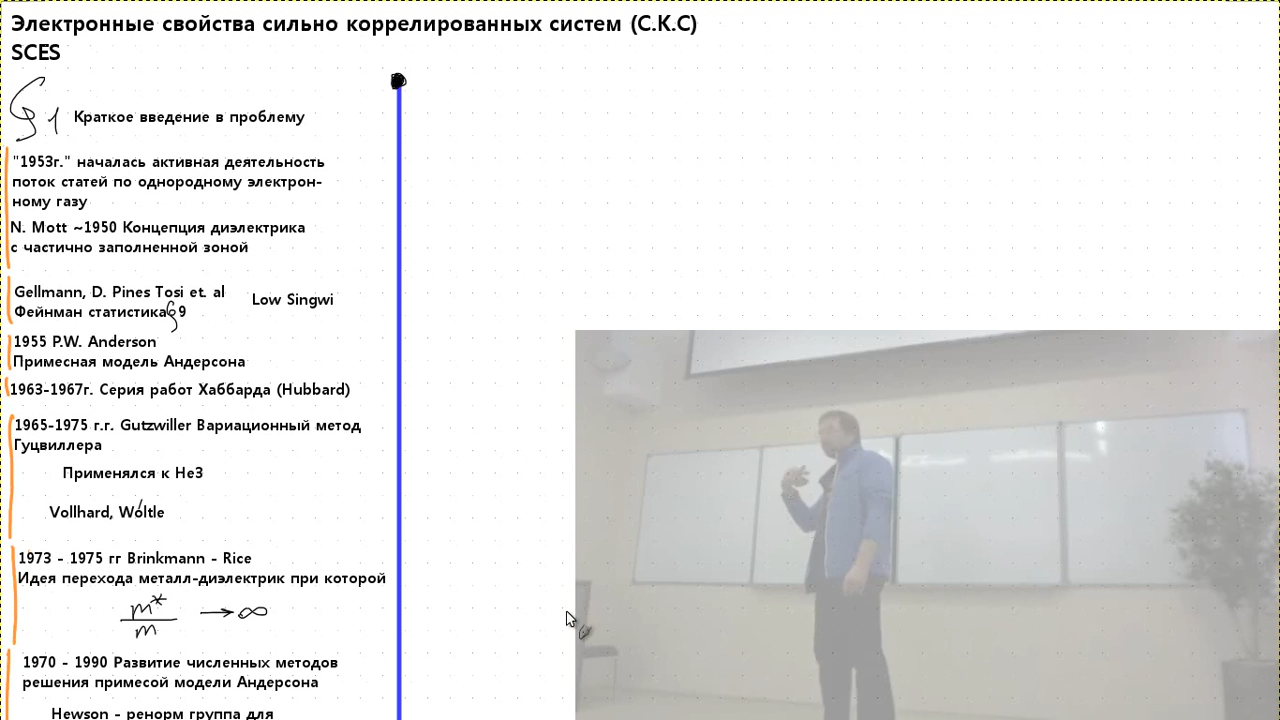 Электронные свойства сильно коррелированных систем (С.К.С)
SCES
§ 1 Краткое введение в проблему
"1953г." началась активная деятельность
поток статей по однородному электрон-
ному газу
N. Mott ~1950 Концепция диэлектрика
с частично заполненной зоной
Gellmann, D. Pines Tosi et. al Low Singwi
Фейнман статистика § 9
1955 P.W. Anderson
Примесная модель Андерсона
1963-1967г. Серия работ Хаббарда (Hubbard)
1965-1975 г.г. Gutzwiller Вариационный метод
Гуцвиллера
Применялся к He3
Vollhard, Woltle
1973 - 1975 гг Brinkmann - Rice
Идея перехода металл-диэлектрик при которой
m*/m → ∞
1970 - 1990 Развитие численных методов
решения примесой модели Андерсона
Hewson - ренорм группа для